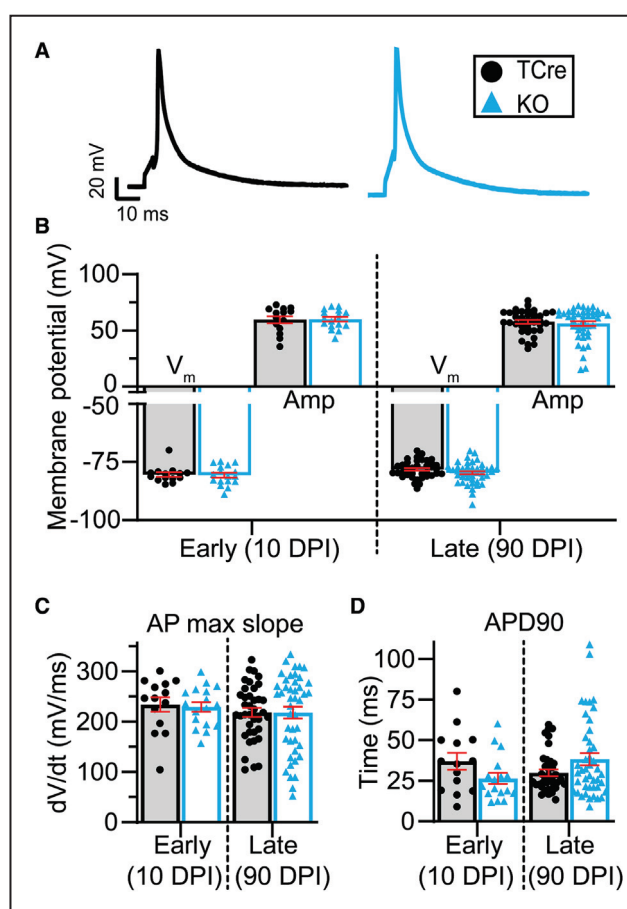 A
TCre
KO
20 mV
10 ms
B
Membrane potential (mV)
100
50
0
-50
-75
-100
Vm
Amp
Vm
Amp
Early (10 DPI)
Late (90 DPI)
C
AP max slope
dV/dt (mV/ms)
300
200
100
0
Early
(10 DPI)
Late
(90 DPI)
D
APD90
Time (ms)
100
75
50
25
0
Early
(10 DPI)
Late
(90 DPI)